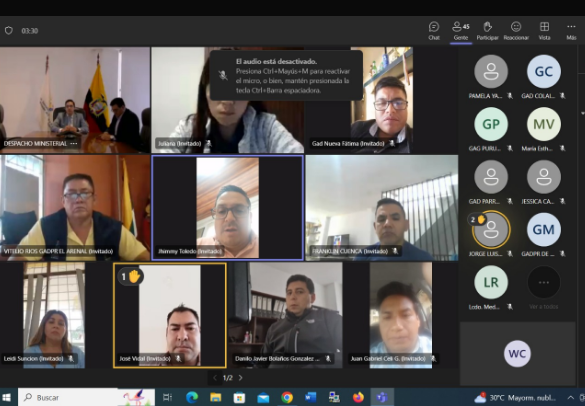 03:30
45
Chat
Gente
Participar
Reaccionar
Vista
Más
El audio está desactivado.
Presiona Ctrl+Mayús+M para reactivar
el micro, o bien, mantén presionada la
tecla Ctrl+Barra espaciadora.
DESPACHO MINISTERIAL
Juliana (Invitado)
Gad Nueva Fátima (Invitado)
VITELIO RIOS GADPR EL ARENAL (Invitado)
Jhimmy Toledo (Invitado)
FRANKLIN CUENCA (Invitado)
Leidi Suncion (Invitado)
1
José Vidal (Invitado)
Danilo Javier Bolaños Gonzalez ...
Juan Gabriel Celi G. (Invitado)
PAMELA YA...
GC
GAD COLAI...
GP
GAG PURU...
MV
María Esth...
GAD PARR...
JESSICA CA...
2
JORGE LUIS...
GM
GADPR DE ...
LR
Lcdo. Med...
Ver a todos
WC
1/2
Buscar
30°C Mayorm. nubl...